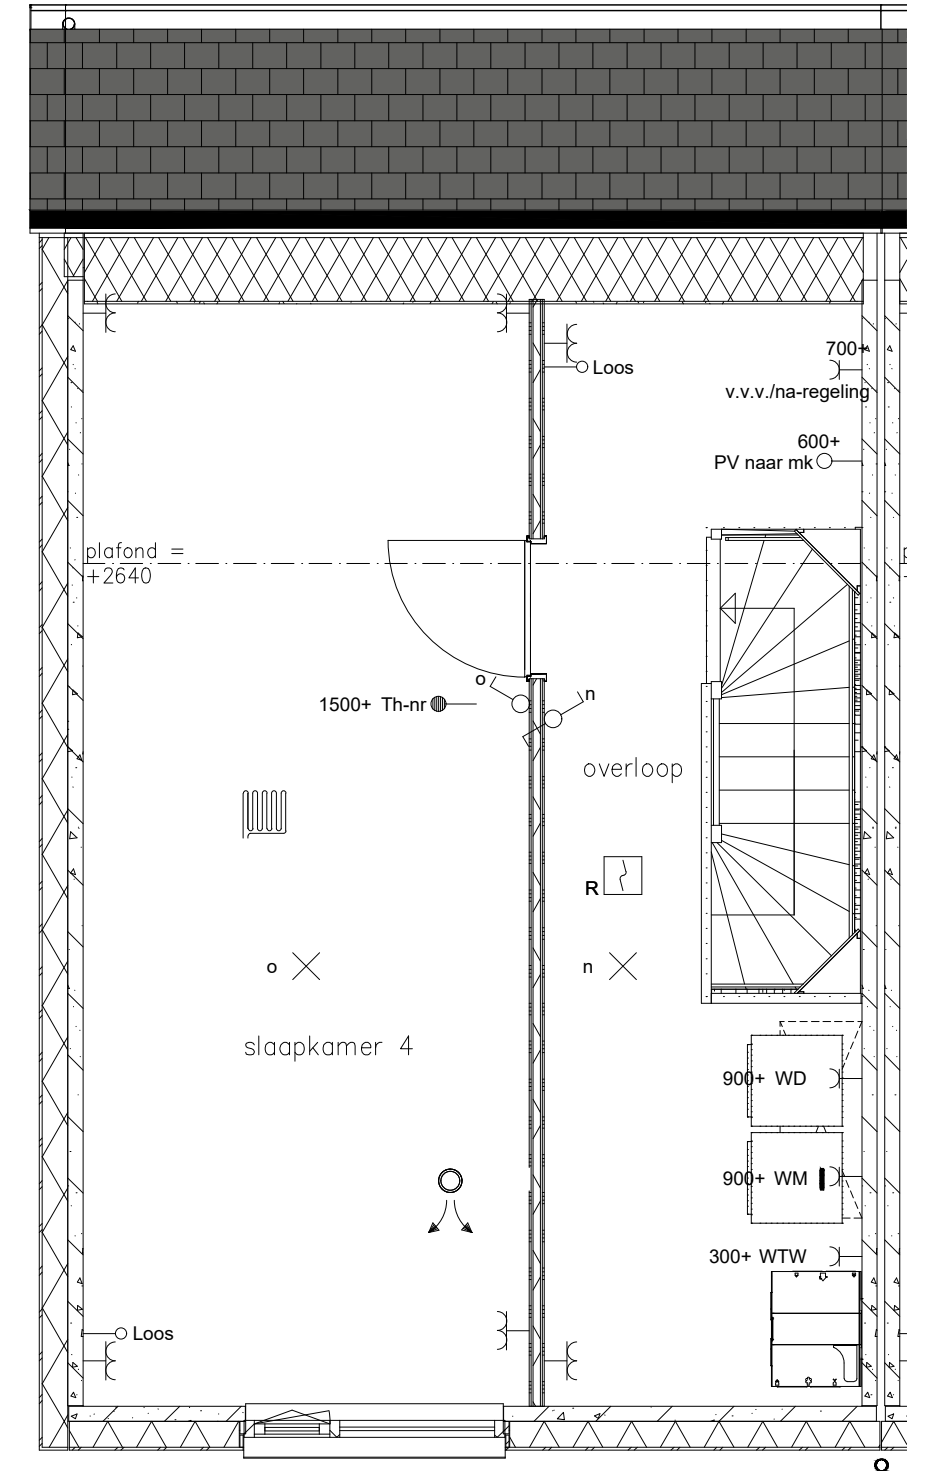 700+
Loos
v.v.v./na-regeling
600+
PV naar mk
plafond =
+2640
o
n
1500+ Th-nr
overloop
R
o
n
slaapkamer 4
900+ WD
900+ WM
300+ WTW
Loos